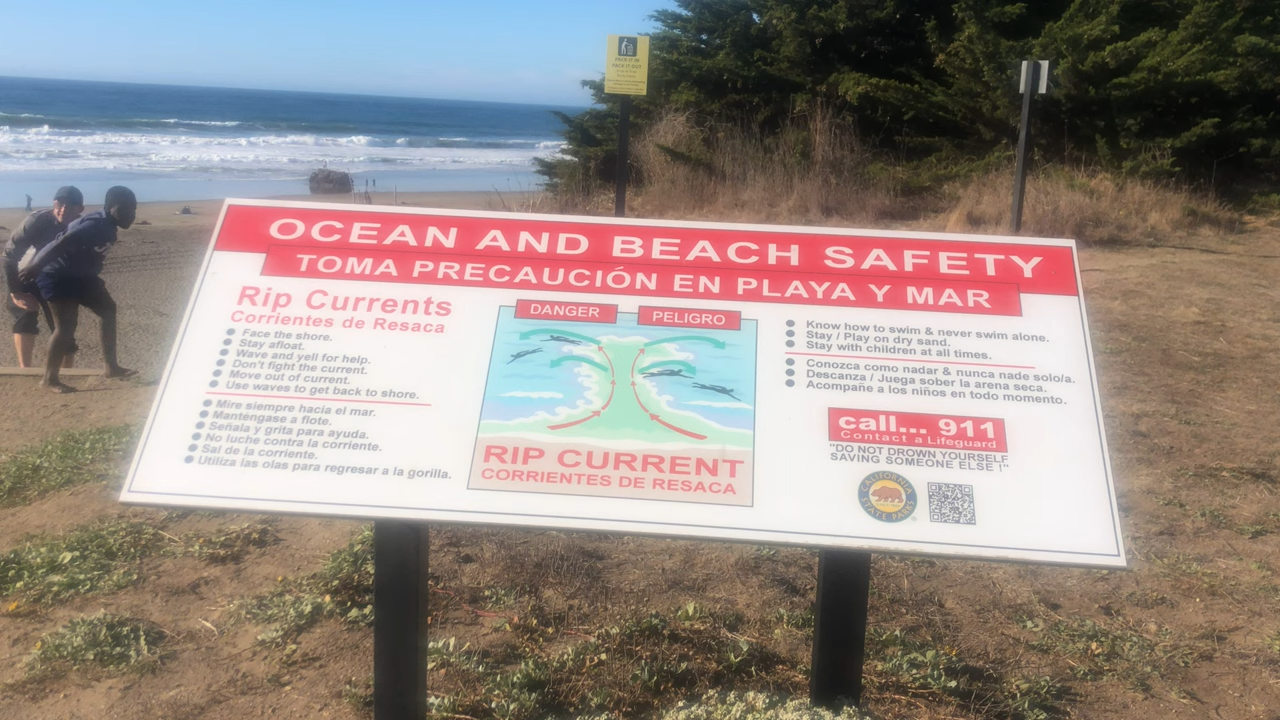 PACK IT IN
PACK IT OUT
OCEAN AND BEACH SAFETY
TOMA PRECAUCIÓN EN PLAYA Y MAR
Rip Currents
Corrientes de Resaca
Face the shore.
Stay afloat.
Wave and yell for help.
Don't fight the current.
Move out of current.
Use waves to get back to shore.
Mire siempre hacia el mar.
Manténgase a flote.
Señala y grita para ayuda.
No luche contra la corriente.
Sal de la corriente.
Utiliza las olas para regresar a la gorilla.
DANGER
PELIGRO
RIP CURRENT
CORRIENTES DE RESACA
Know how to swim & never swim alone.
Stay / Play on dry sand.
Stay with children at all times.
Conozca como nadar & nunca nade solo/a.
Descanza / Juega sober la arena seca.
Acompañe a los niños en todo momento.
call... 911
Contact a Lifeguard
"DO NOT DROWN YOURSELF
SAVING SOMEONE ELSE !"
CALIFORNIA
STATE PARKS